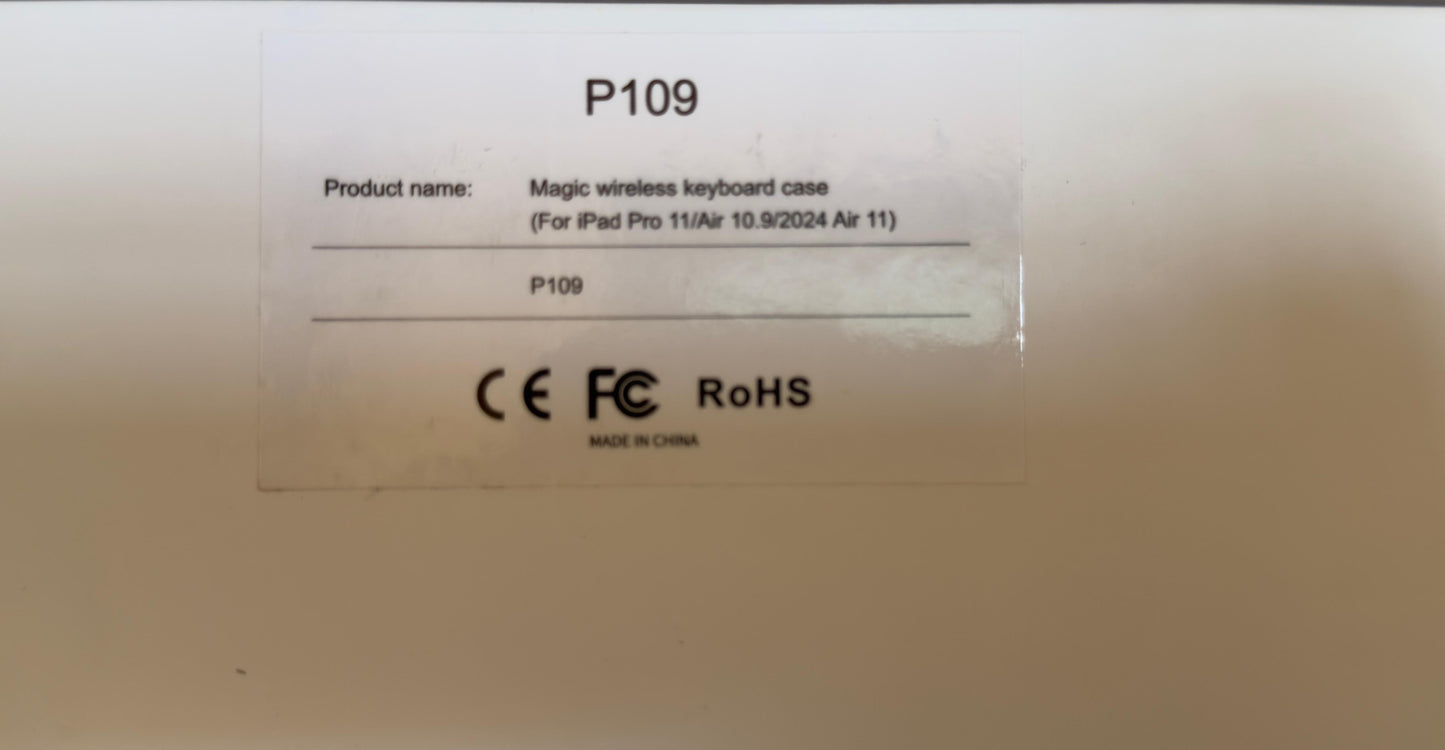 P109
Product name: Magic wireless keyboard case
(For iPad Pro 11/Air 10.9/2024 Air 11)
P109
CE FC RoHS
MADE IN CHINA